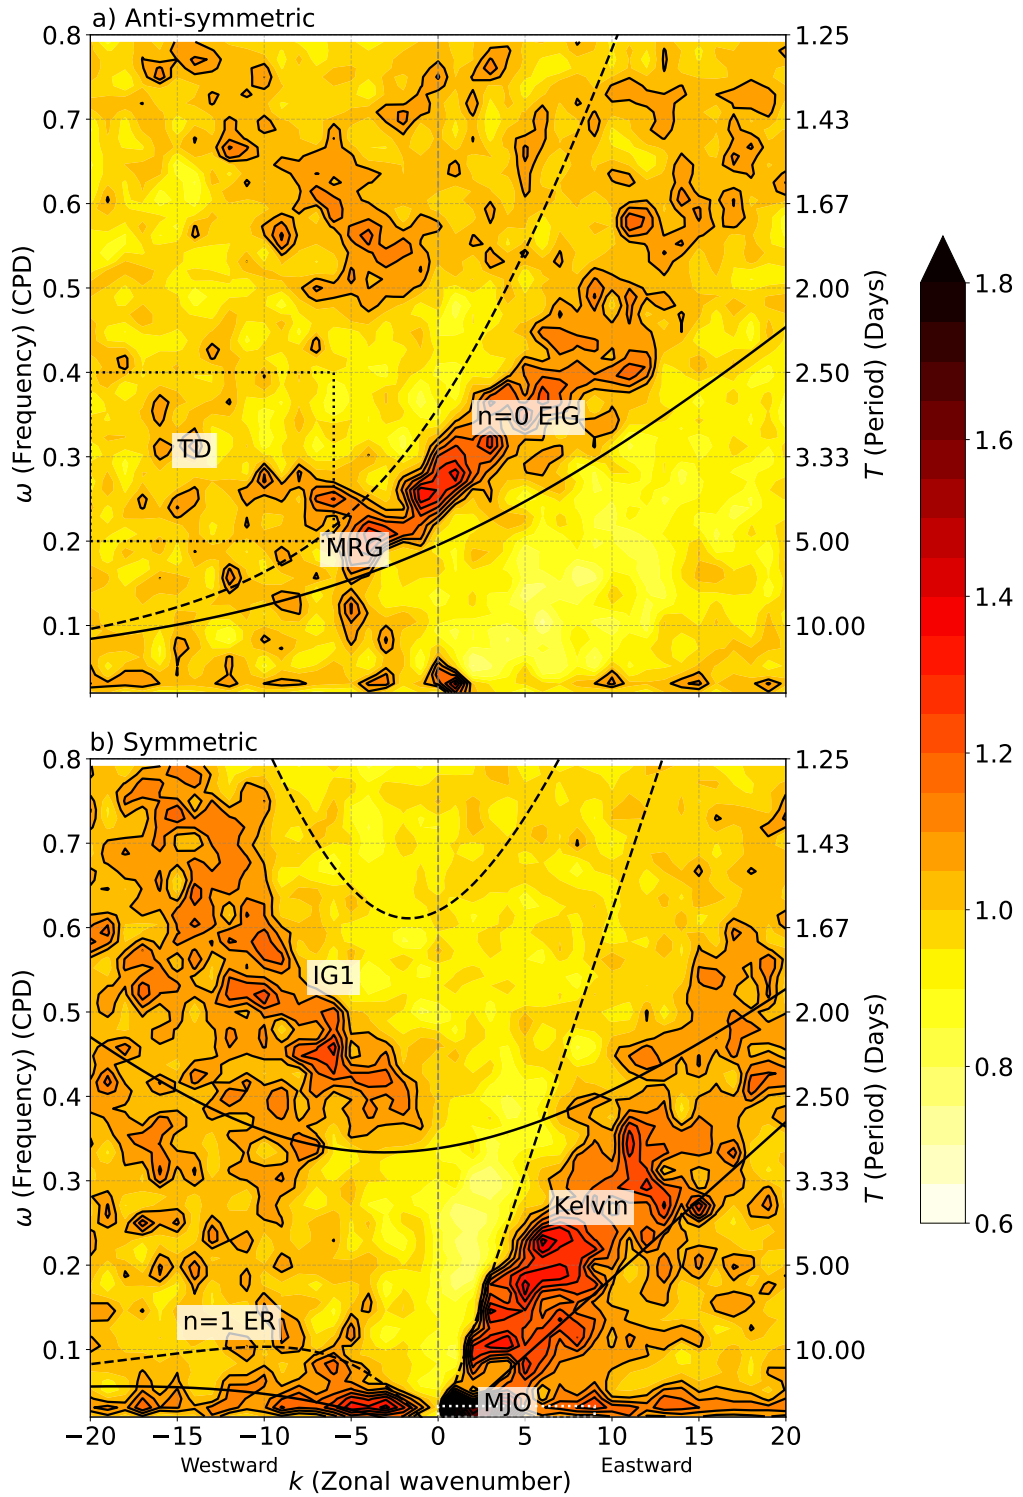 a) Anti-symmetric
0.8
0.7
0.6
0.5
0.4
0.3
0.2
0.1
ω (Frequency) (CPD)
1.25
1.43
1.67
2.00
2.50
3.33
5.00
10.00
T (Period) (Days)
n=0 EIG
TD
MRG
b) Symmetric
0.8
0.7
0.6
0.5
0.4
0.3
0.2
0.1
ω (Frequency) (CPD)
1.25
1.43
1.67
2.00
2.50
3.33
5.00
10.00
T (Period) (Days)
IG1
Kelvin
n=1 ER
MJO
−20 −15 −10 −5 0 5 10 15 20
Westward Eastward
k (Zonal wavenumber)
1.8
1.6
1.4
1.2
1.0
0.8
0.6